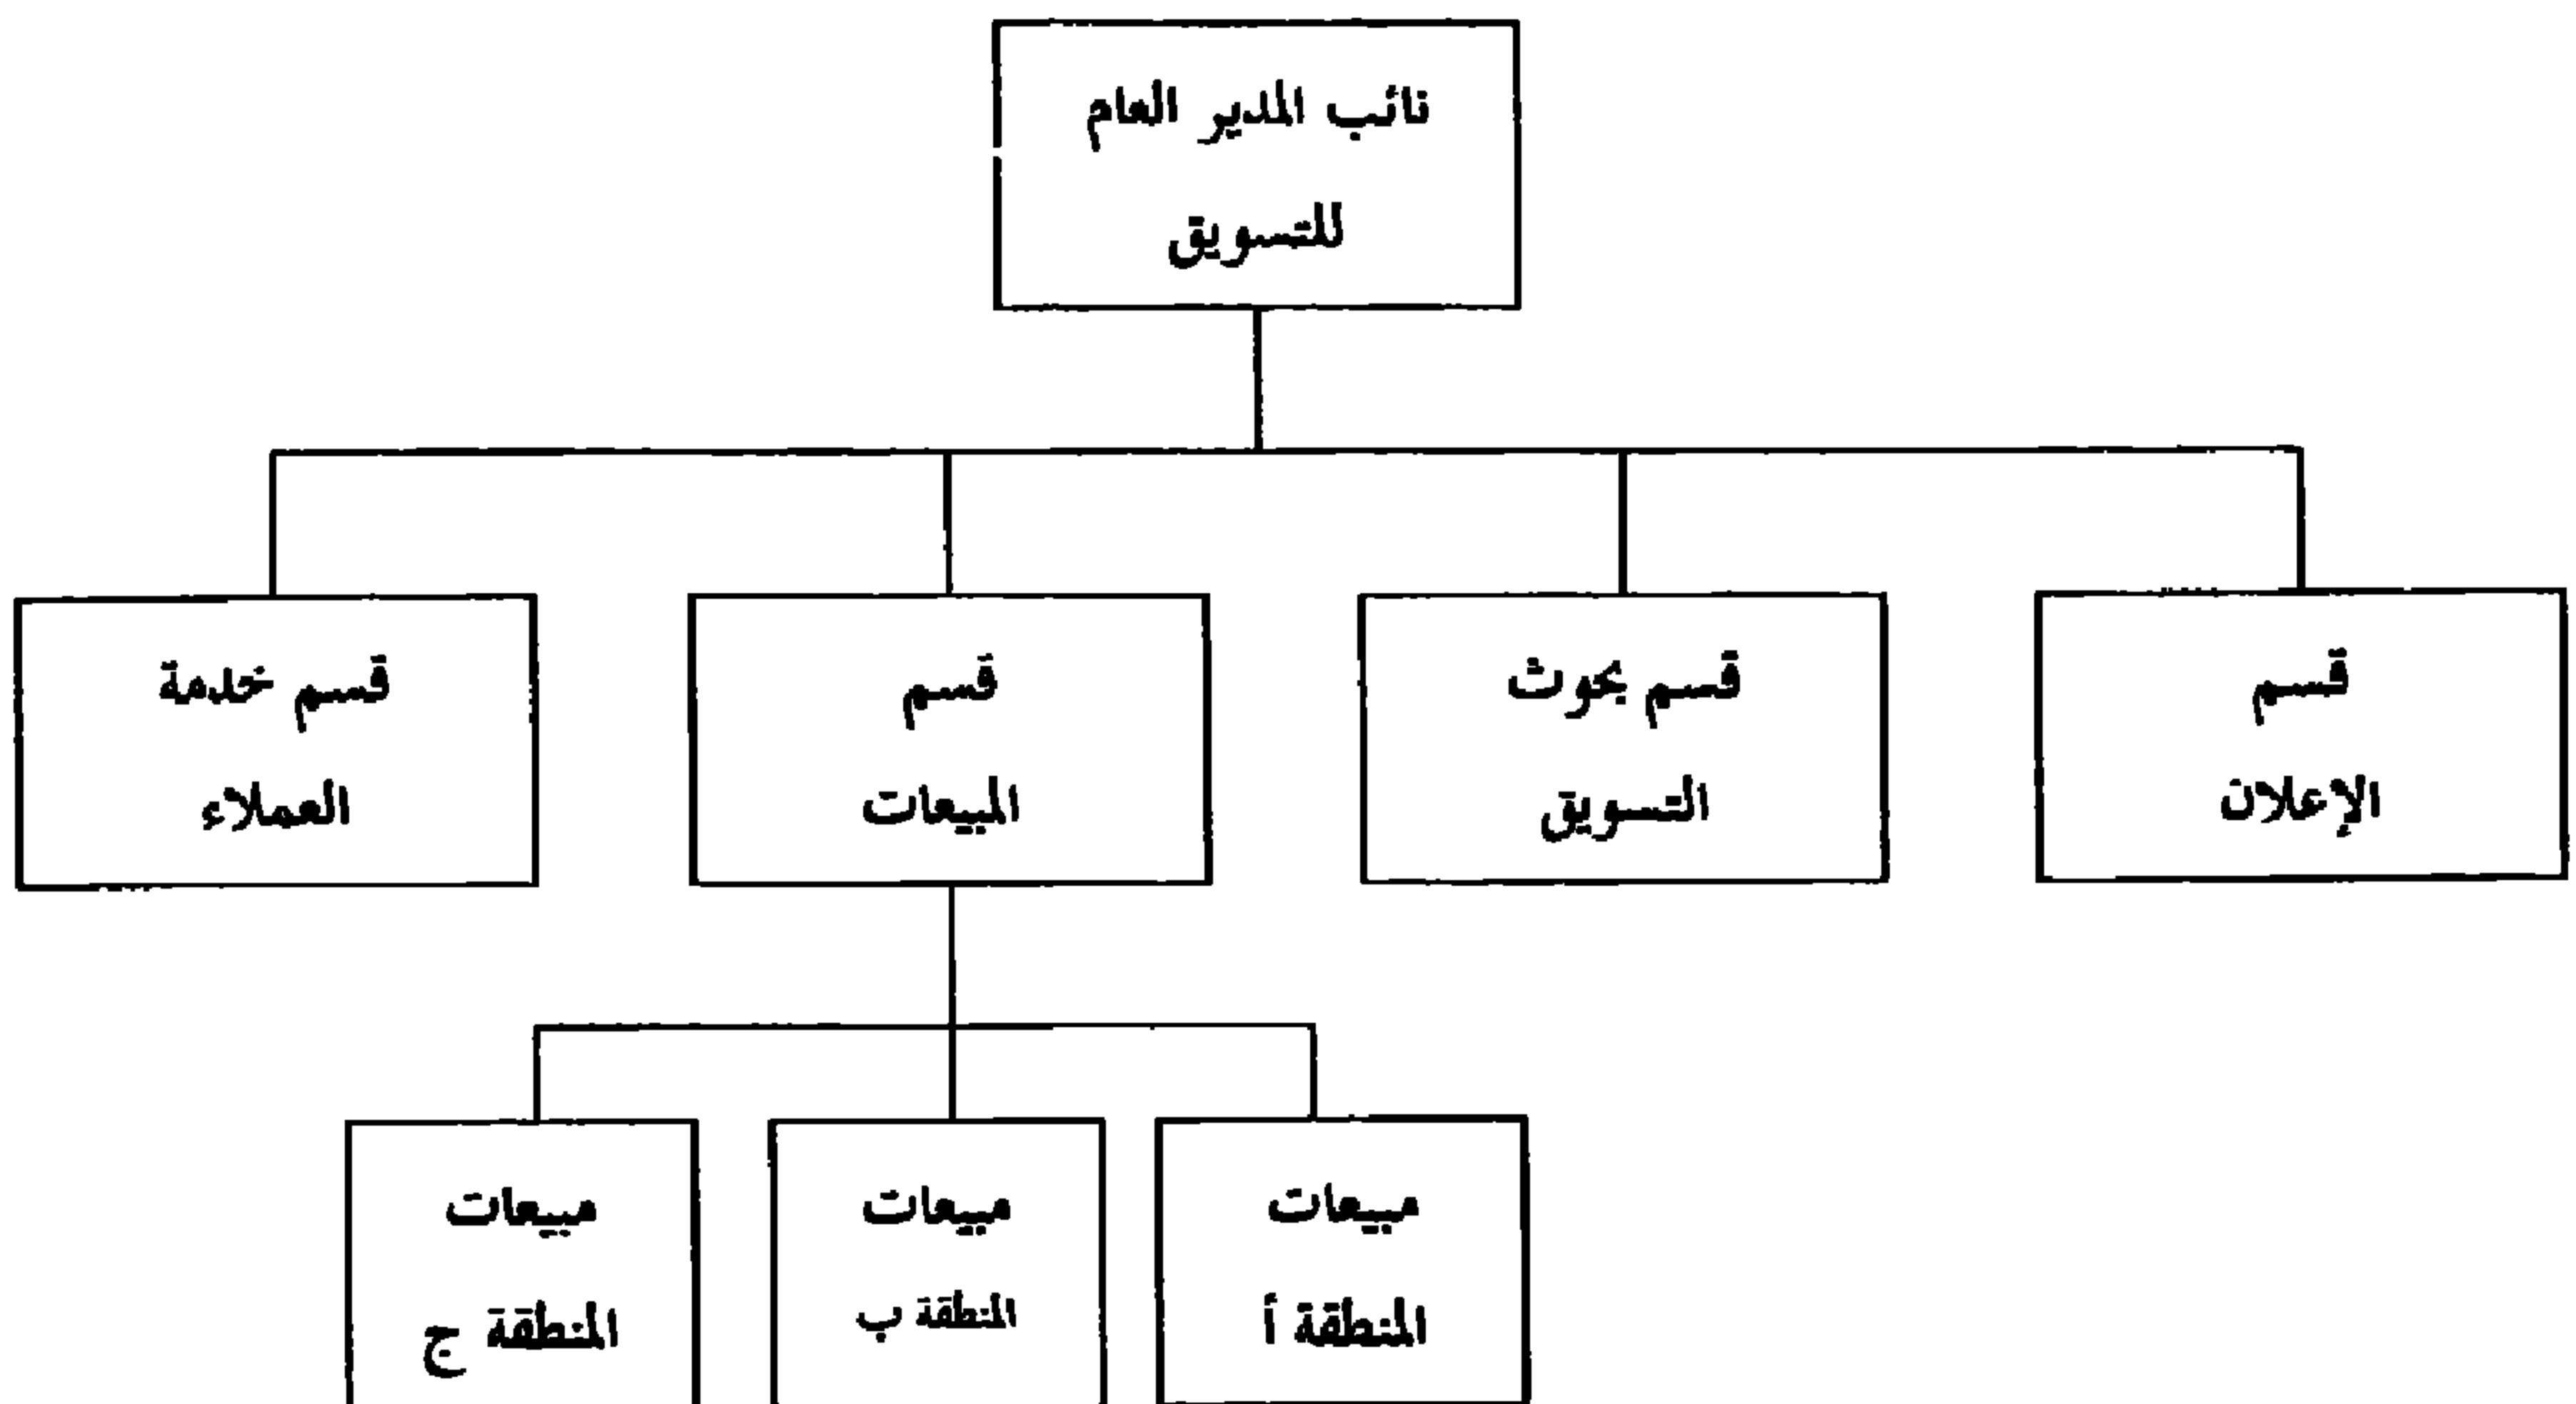 نائب المدير العام
للتسويق
قسم
الإعلان
قسم بحوث
التسويق
قسم
المبيعات
قسم خدمة
العملاء
مبيعات
المنطقة أ
مبيعات
المنطقة ب
مبيعات
المنطقة ج